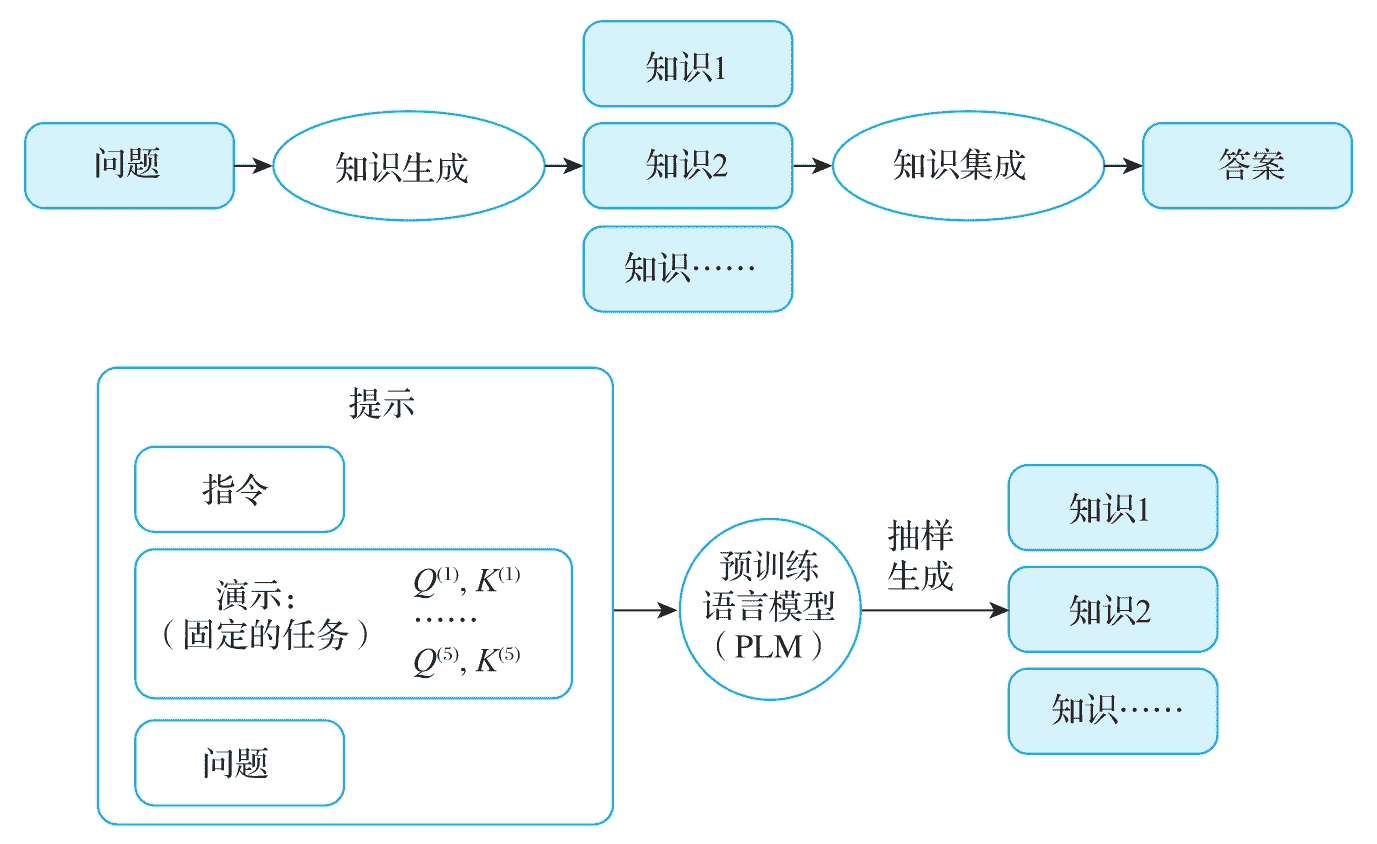 知识1
问题
知识生成
知识2
知识集成
答案
知识……
提示
指令
演示：
（固定的任务）
Q(1), K(1)
……
Q(5), K(5)
问题
预训练
语言模型
（PLM）
抽样
生成
知识1
知识2
知识……